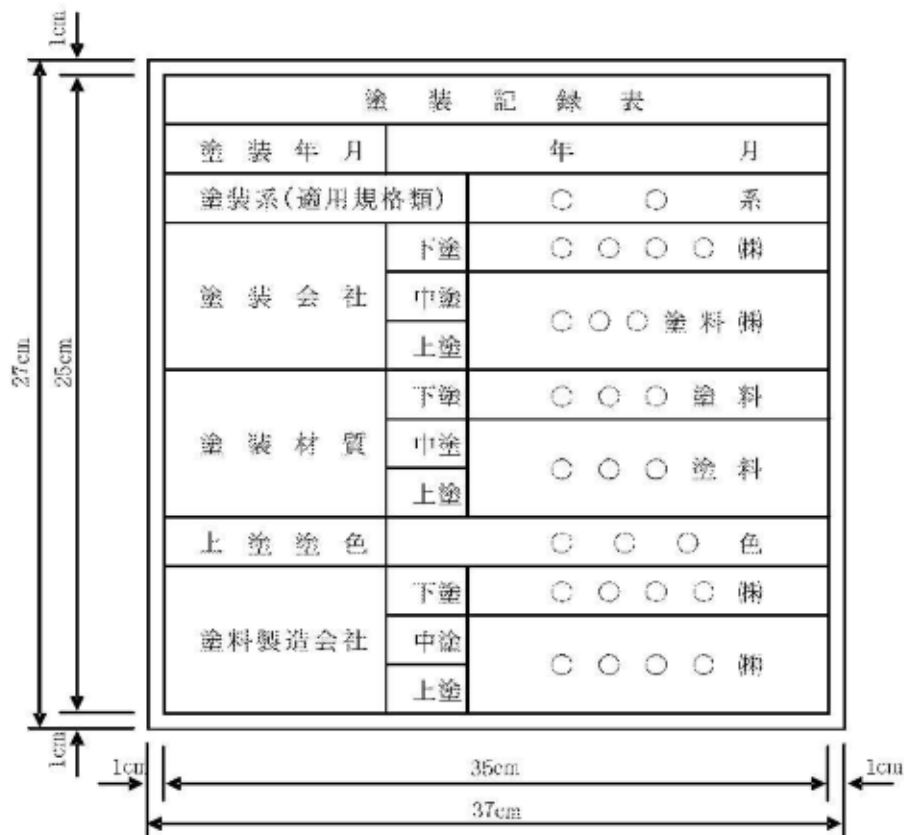 1cm
塗装記録表
塗装年月 年 月
塗装系(適用規格類) ○○系
塗装会社 下塗 ○○○○㈱
中塗 ○○○塗料㈱
上塗
塗装材質 下塗 ○○○塗料
中塗 ○○○塗料
上塗
上塗塗色 ○○○色
塗料製造会社 下塗 ○○○○㈱
中塗 ○○○○㈱
上塗
27cm
25cm
1cm
1cm
35cm
1cm
37cm